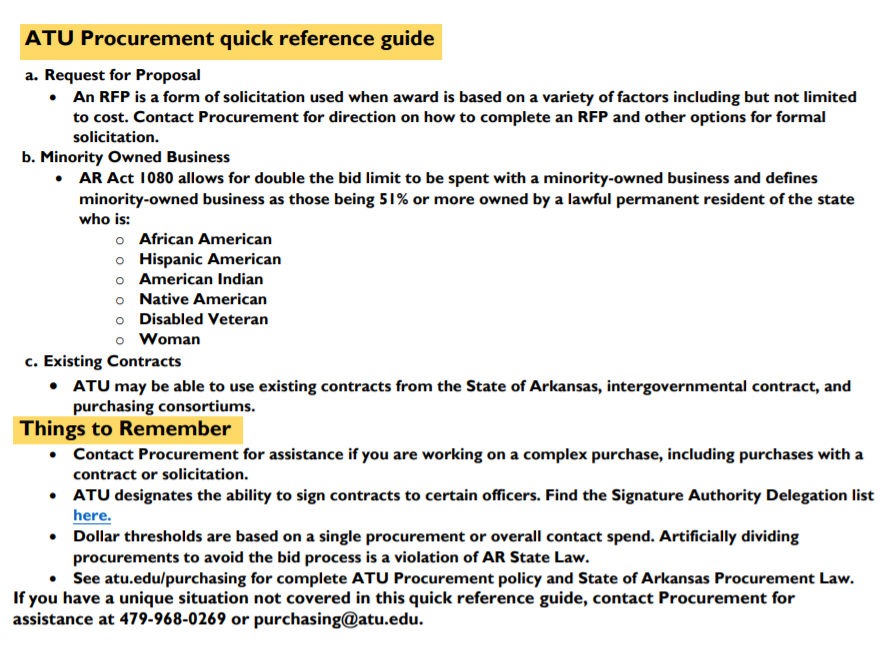 ATU Procurement quick reference guide
a. Request for Proposal
• An RFP is a form of solicitation used when award is based on a variety of factors including but not limited
to cost. Contact Procurement for direction on how to complete an RFP and other options for formal
solicitation.
b. Minority Owned Business
• AR Act 1080 allows for double the bid limit to be spent with a minority-owned business and defines
minority-owned business as those being 51% or more owned by a lawful permanent resident of the state
who is:
o African American
o Hispanic American
o American Indian
o Native American
o Disabled Veteran
o Woman
c. Existing Contracts
• ATU may be able to use existing contracts from the State of Arkansas, intergovernmental contract, and
purchasing consortiums.
Things to Remember
• Contact Procurement for assistance if you are working on a complex purchase, including purchases with a
contract or solicitation.
• ATU designates the ability to sign contracts to certain officers. Find the Signature Authority Delegation list
here.
• Dollar thresholds are based on a single procurement or overall contact spend. Artificially dividing
procurements to avoid the bid process is a violation of AR State Law.
• See atu.edu/purchasing for complete ATU Procurement policy and State of Arkansas Procurement Law.
If you have a unique situation not covered in this quick reference guide, contact Procurement for
assistance at 479-968-0269 or purchasing@atu.edu.